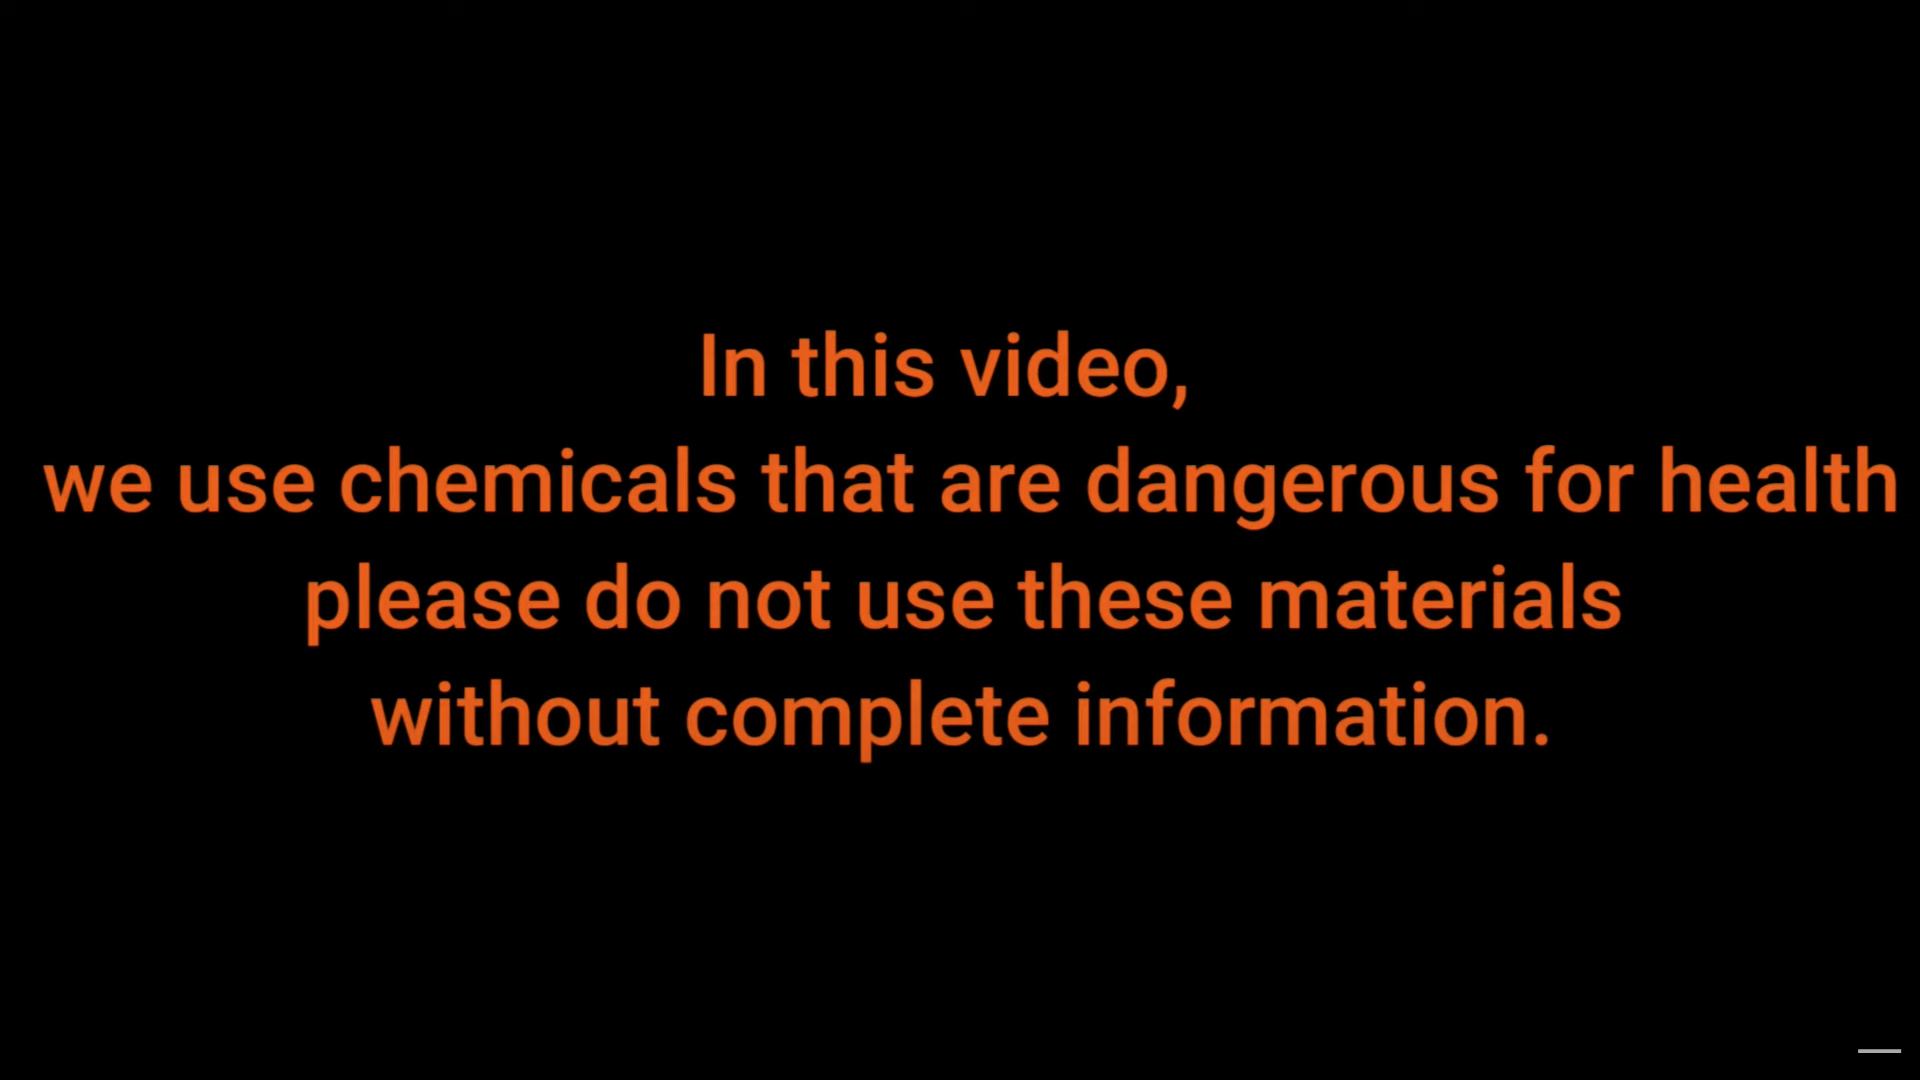 In this video,
we use chemicals that are dangerous for health
please do not use these materials
without complete information.